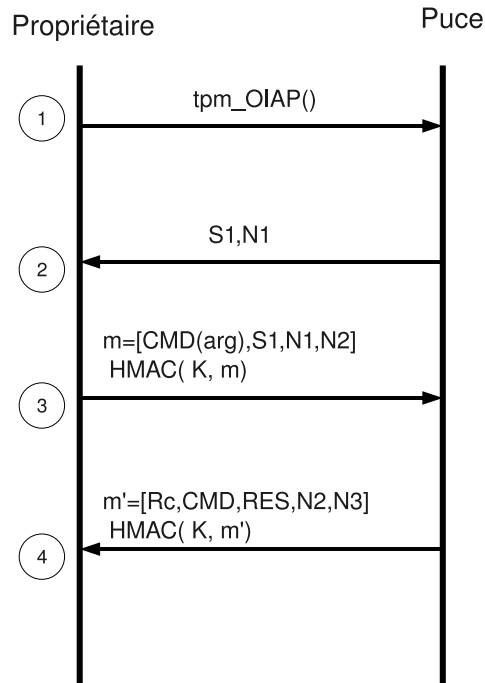 Propriétaire
Puce
1
tpm_OIAP()
S1,N1
2
m=[CMD(arg),S1,N1,N2]
HMAC( K, m)
3
m'=[Rc,CMD,RES,N2,N3]
HMAC( K, m')
4